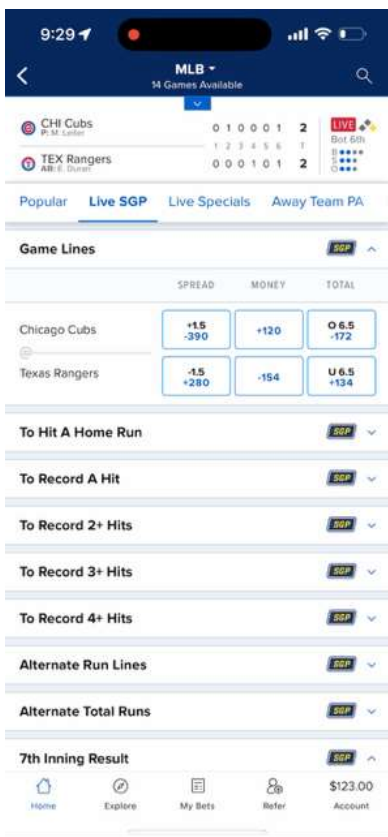 9:29
MLB
14 Games Available
CHI Cubs 0 1 0 0 0 1 2 LIVE
P: M. Leiter
1 2 3 4 5 6 T Bot 6th
TEX Rangers 0 0 0 1 0 1 2
AB: E. Duran
B
S
O
Popular Live SGP Live Specials Away Team PA
Game Lines SGP
SPREAD MONEY TOTAL
Chicago Cubs +1.5 -390 +120 O 6.5 -172
@
Texas Rangers -1.5 +280 -154 U 6.5 +134
To Hit A Home Run SGP
To Record A Hit SGP
To Record 2+ Hits SGP
To Record 3+ Hits SGP
To Record 4+ Hits SGP
Alternate Run Lines SGP
Alternate Total Runs SGP
7th Inning Result SGP
$123.00
Home Explore My Bets Refer Account